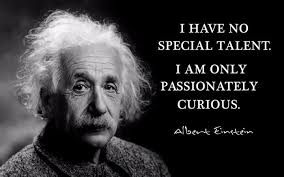 I HAVE NO
SPECIAL TALENT.
I AM ONLY
PASSIONATELY
CURIOUS.
Albert Einstein